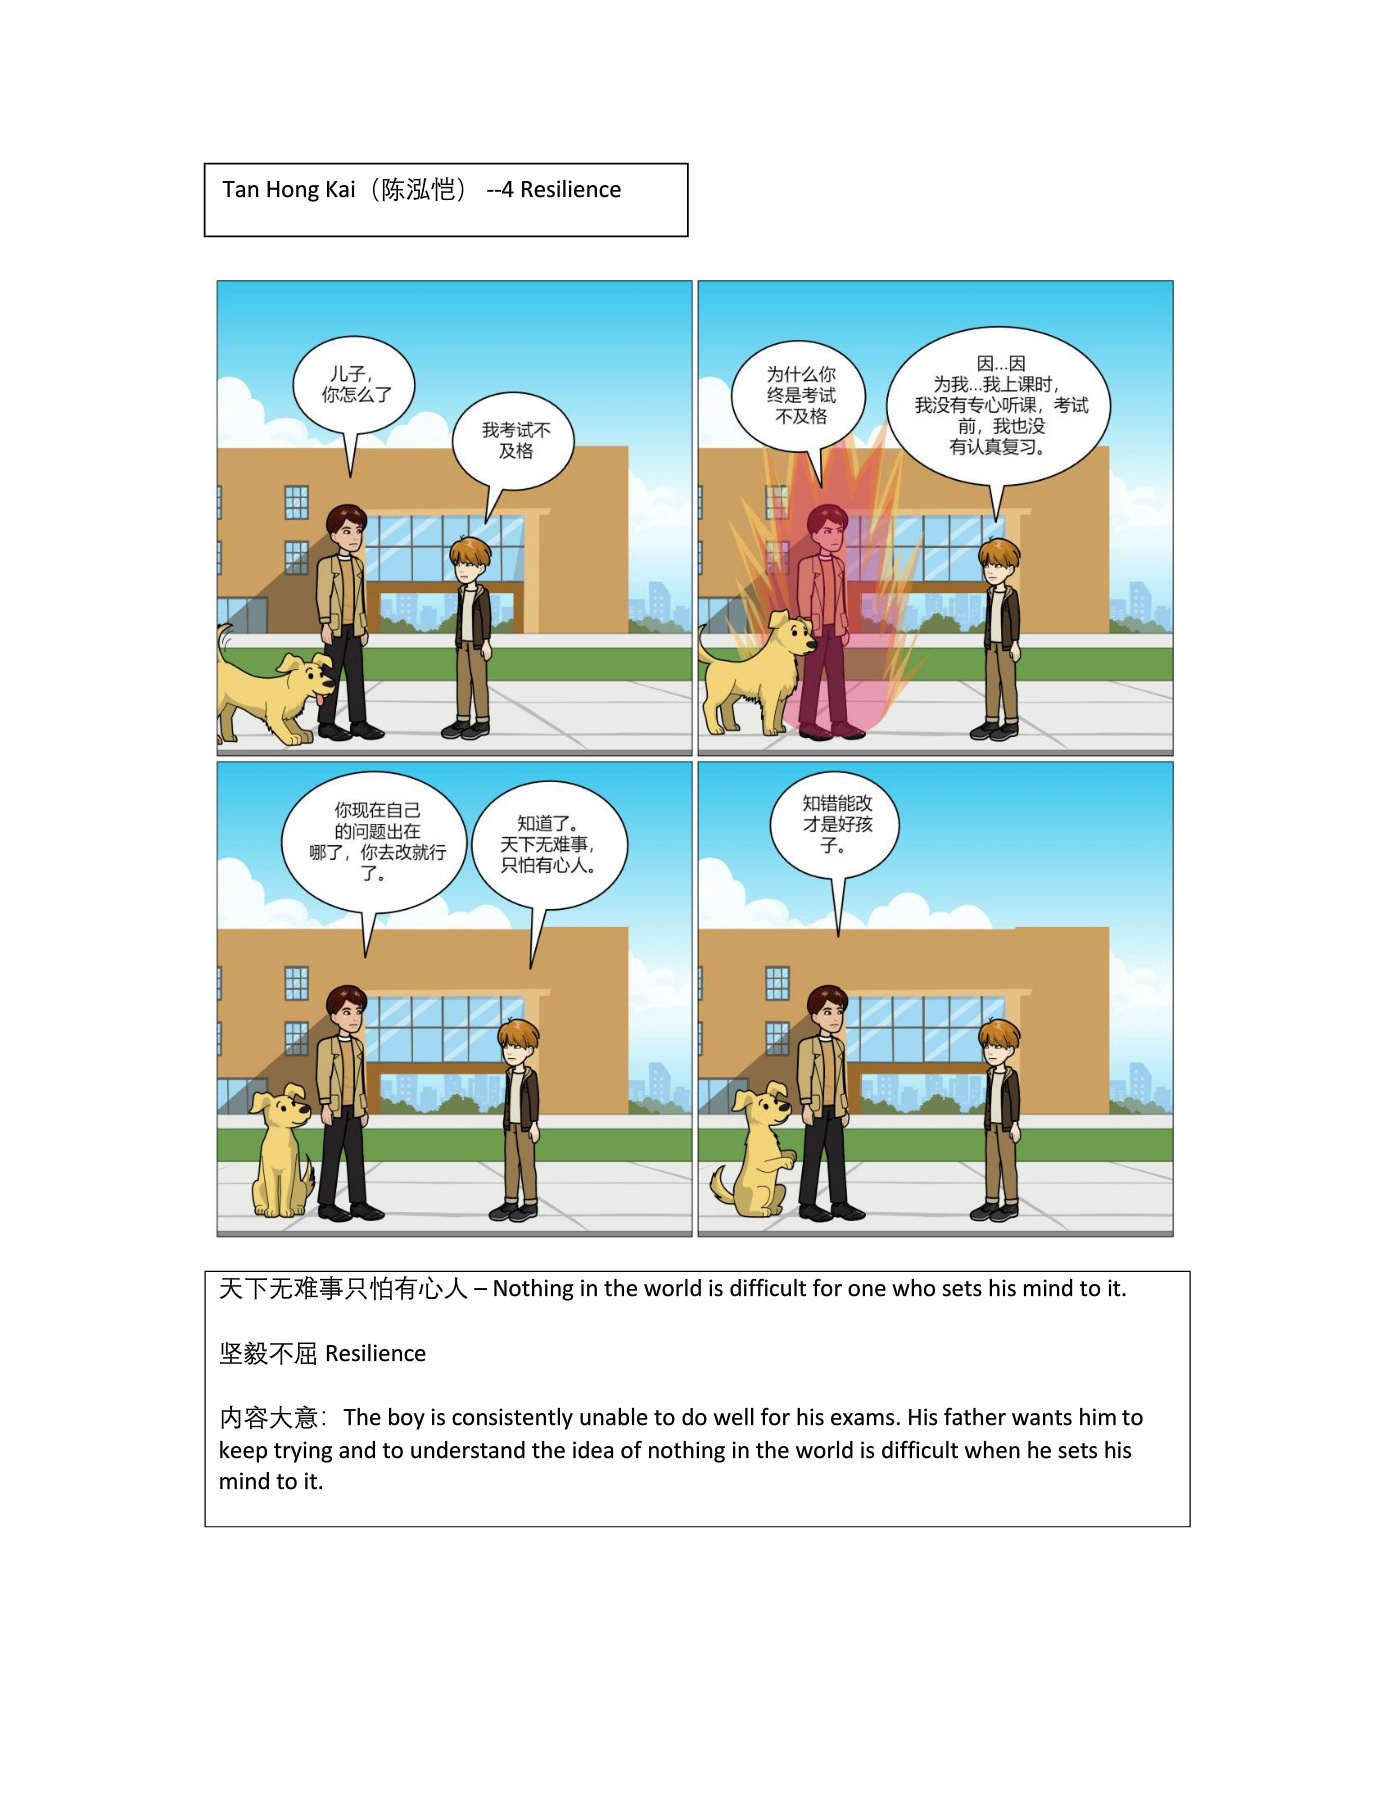 Tan Hong Kai（陈泓恺） --4 Resilience
儿子，
你怎么了
我考试不
及格
为什么你
终是考试
不及格
因...因
为我...我上课时，
我没有专心听课，考试
前，我也没
有认真复习。
你现在自己
的问题出在
哪了，你去改就行
了。
知道了。
天下无难事，
只怕有心人。
知错能改
才是好孩
子。
天下无难事只怕有心人 – Nothing in the world is difficult for one who sets his mind to it.
坚毅不屈 Resilience
内容大意：The boy is consistently unable to do well for his exams. His father wants him to
keep trying and to understand the idea of nothing in the world is difficult when he sets his
mind to it.